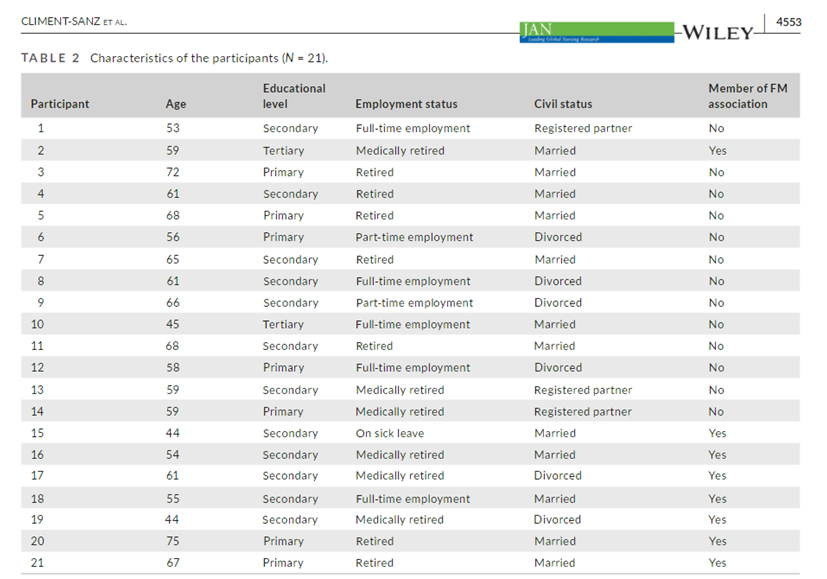 CLIMENT-SANZ ET AL.
JAN
Leading Global Nursing Research
WILEY
4553
TABLE 2 Characteristics of the participants (N = 21).
Participant Age Educational level Employment status Civil status Member of FM association
1 53 Secondary Full-time employment Registered partner No
2 59 Tertiary Medically retired Married Yes
3 72 Primary Retired Married No
4 61 Secondary Retired Married No
5 68 Primary Retired Married No
6 56 Primary Part-time employment Divorced No
7 65 Secondary Retired Married No
8 61 Secondary Full-time employment Divorced No
9 66 Secondary Part-time employment Divorced No
10 45 Tertiary Full-time employment Married No
11 68 Secondary Retired Married No
12 58 Primary Full-time employment Divorced No
13 59 Secondary Medically retired Registered partner No
14 59 Primary Medically retired Registered partner No
15 44 Secondary On sick leave Married Yes
16 54 Secondary Medically retired Married Yes
17 61 Secondary Medically retired Divorced Yes
18 55 Secondary Full-time employment Married Yes
19 44 Secondary Medically retired Divorced Yes
20 75 Primary Retired Married Yes
21 67 Primary Retired Married Yes